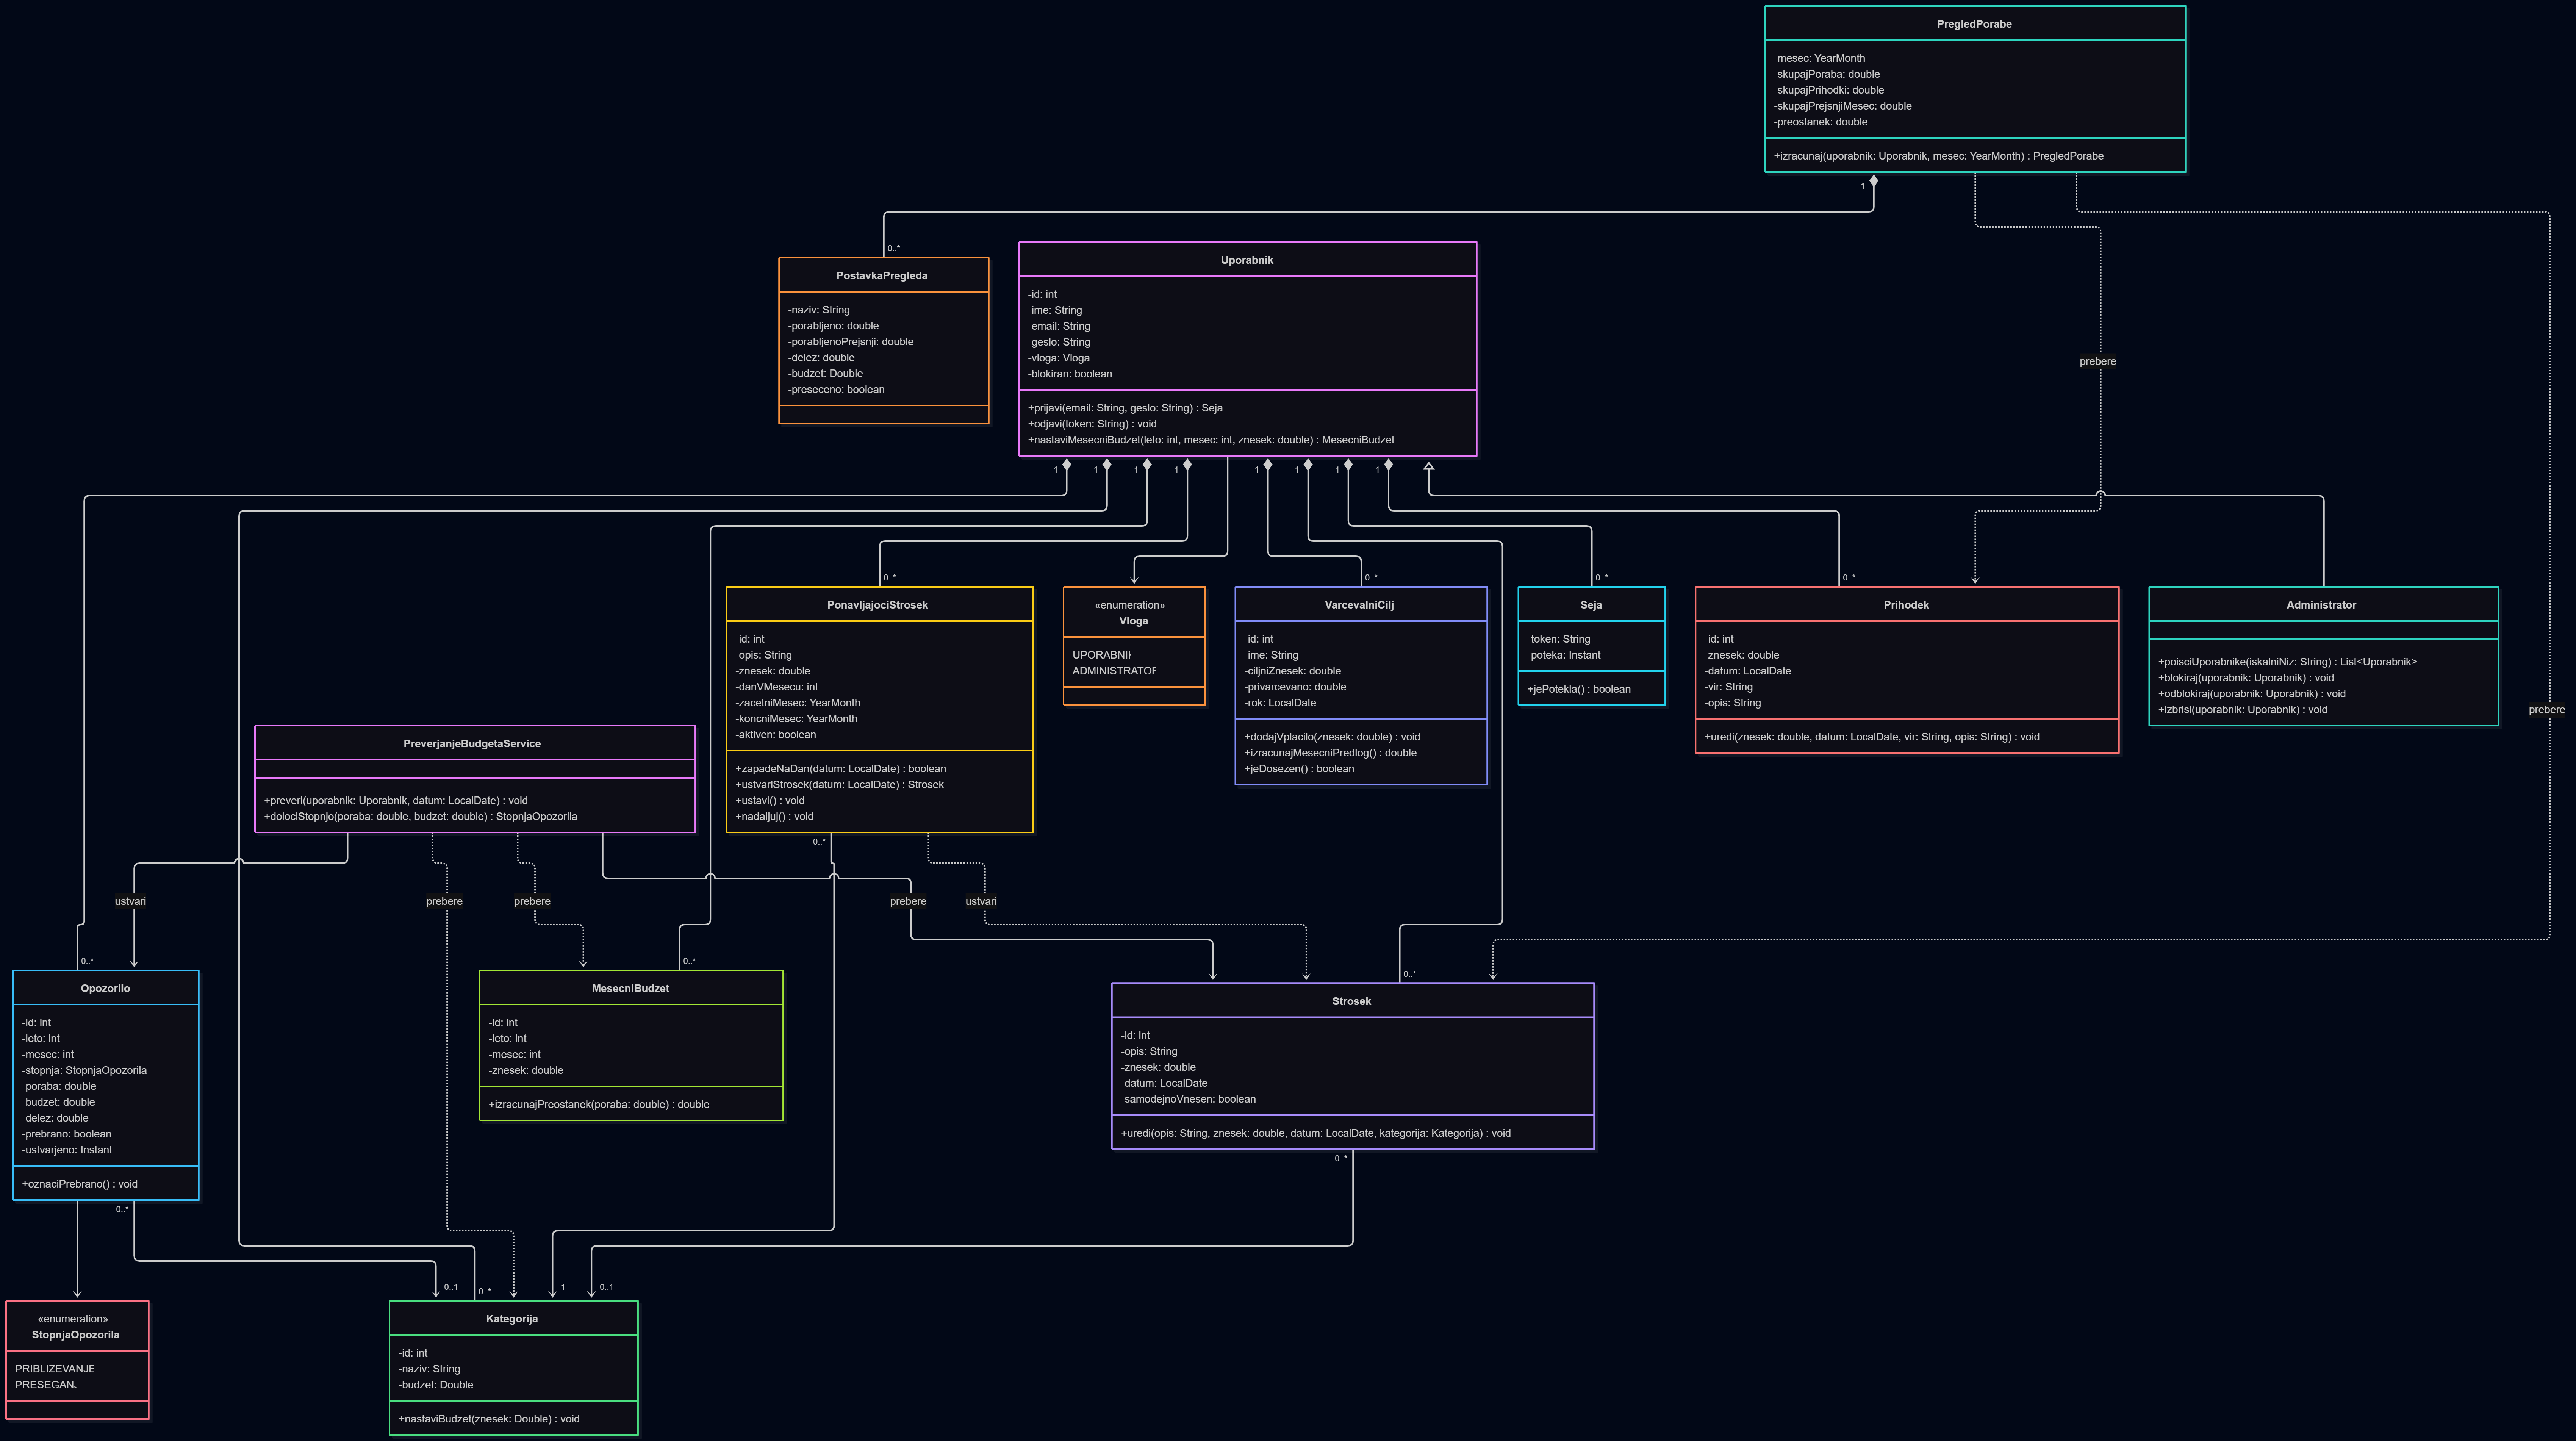 PregledPorabe
-mesec: YearMonth
-skupajPoraba: double
-skupajPrihodki: double
-skupajPrejsnjiMesec: double
-preostanek: double
+izracunaj(uporabnik: Uporabnik, mesec: YearMonth) : PregledPorabe
1
0..*
PostavkaPregleda
-naziv: String
-porabljeno: double
-porabljenoPrejsnji: double
-delez: double
-budzet: Double
-preseceno: boolean
Uporabnik
-id: int
-ime: String
-email: String
-geslo: String
-vloga: Vloga
-blokiran: boolean
+prijavi(email: String, geslo: String) : Seja
+odjavi(token: String) : void
+nastaviMesecniBudzet(leto: int, mesec: int, znesek: double) : MesecniBudzet
prebere
1
1
1
1
1
1
1
1
0..*
0..*
0..*
0..*
PonavljajociStrosek
-id: int
-opis: String
-znesek: double
-danVMesecu: int
-zacetniMesec: YearMonth
-koncniMesec: YearMonth
-aktiven: boolean
+zapadeNaDan(datum: LocalDate) : boolean
+ustvariStrosek(datum: LocalDate) : Strosek
+ustavi() : void
+nadaljuj() : void
«enumeration»
Vloga
UPORABNIK
ADMINISTRATOR
VarcevalniCilj
-id: int
-ime: String
-ciljniZnesek: double
-privarcevano: double
-rok: LocalDate
+dodajVplacilo(znesek: double) : void
+izracunajMesecniPredlog() : double
+jeDosezen() : boolean
Seja
-token: String
-poteka: Instant
+jePotekla() : boolean
Prihodek
-id: int
-znesek: double
-datum: LocalDate
-vir: String
-opis: String
+uredi(znesek: double, datum: LocalDate, vir: String, opis: String) : void
Administrator
+poisciUporabnike(iskalniNiz: String) : List<Uporabnik>
+blokiraj(uporabnik: Uporabnik) : void
+odblokiraj(uporabnik: Uporabnik) : void
+izbrisi(uporabnik: Uporabnik) : void
prebere
PreverjanjeBudgetaService
+preveri(uporabnik: Uporabnik, datum: LocalDate) : void
+dolociStopnjo(poraba: double, budzet: double) : StopnjaOpozorila
0..*
ustvari
prebere
prebere
prebere
ustvari
0..*
0..*
0..*
Opozorilo
-id: int
-leto: int
-mesec: int
-stopnja: StopnjaOpozorila
-poraba: double
-budzet: double
-delez: double
-prebrano: boolean
-ustvarjeno: Instant
+oznaciPrebrano() : void
MesecniBudzet
-id: int
-leto: int
-mesec: int
-znesek: double
+izracunajPreostanek(poraba: double) : double
Strosek
-id: int
-opis: String
-znesek: double
-datum: LocalDate
-samodejnoVnesen: boolean
+uredi(opis: String, znesek: double, datum: LocalDate, kategorija: Kategorija) : void
0..*
0..*
0..1
0..*
1
0..1
«enumeration»
StopnjaOpozorila
PRIBLIZEVANJE
Kategorija
-id: int
-naziv: String
-budzet: Double
+nastaviBudzet(znesek: Double) : void